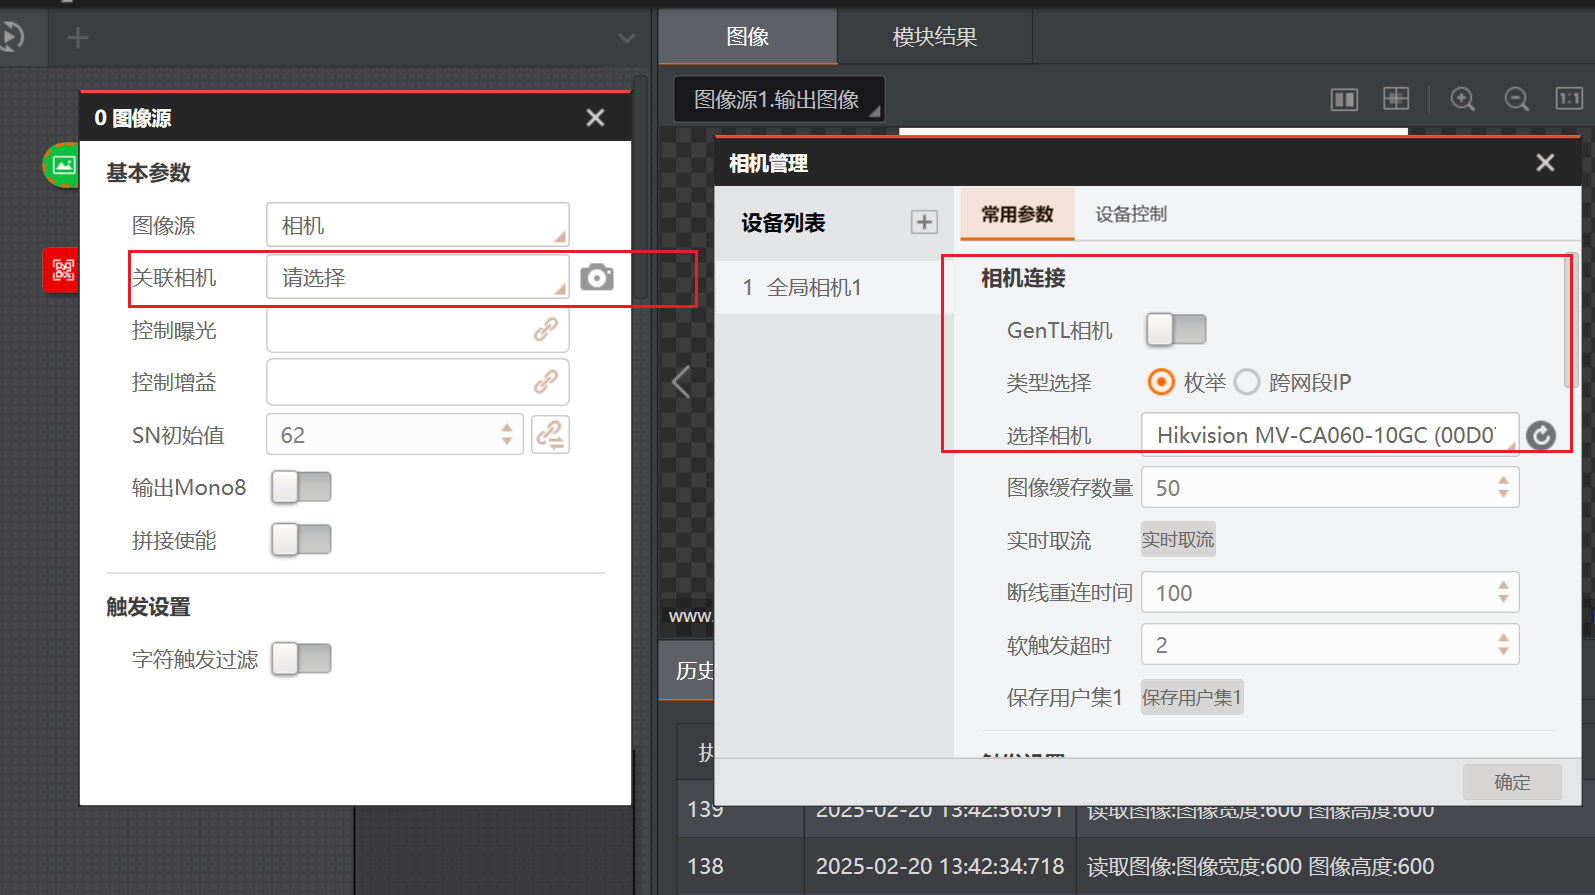 图像
模块结果
图像源1.输出图像
1:1
0 图像源
基本参数
图像源
相机
关联相机
请选择
控制曝光
控制增益
SN初始值
62
输出Mono8
拼接使能
触发设置
字符触发过滤
相机管理
设备列表
1 全局相机1
常用参数
设备控制
相机连接
GenTL相机
类型选择
枚举
跨网段IP
选择相机
Hikvision MV-CA060-10GC (00D0
图像缓存数量
50
实时取流
实时取流
断线重连时间
100
软触发超时
2
保存用户集1
保存用户集1
触发设置
确定
www.
历史
执
139 2025-02-20 13:42:36:091 读取图像:图像宽度:600 图像高度:600
138 2025-02-20 13:42:34:718 读取图像:图像宽度:600 图像高度:600